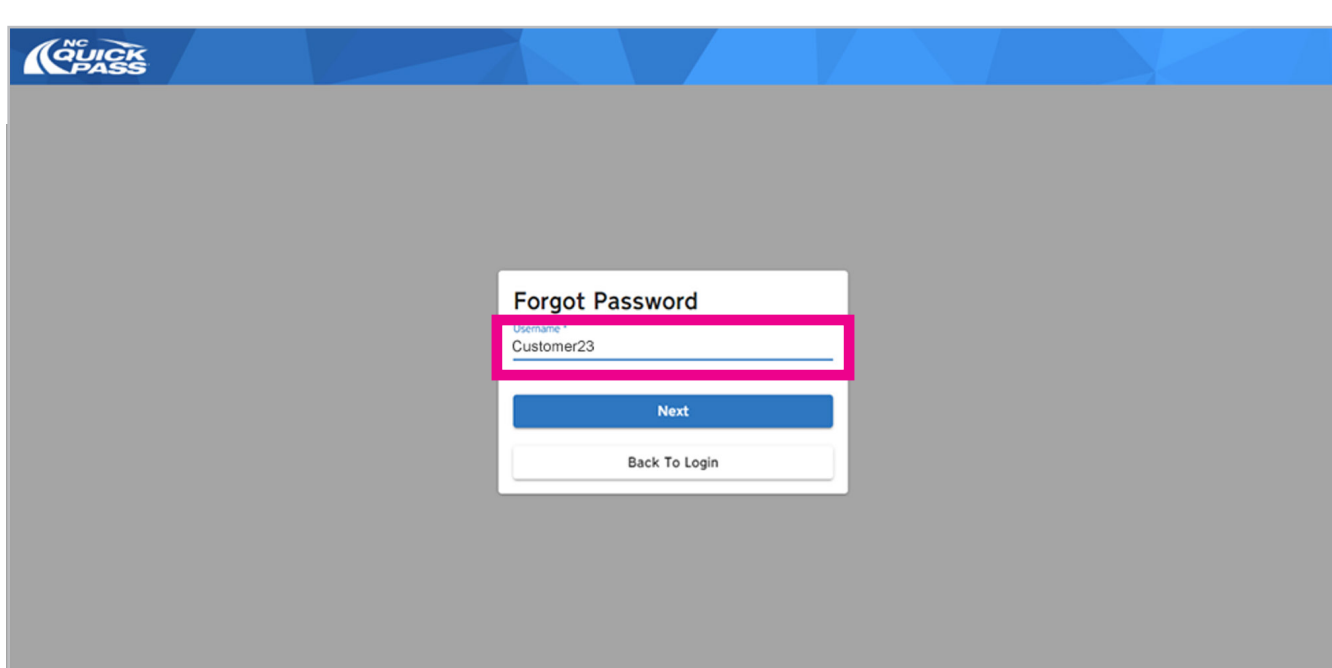 NC
QUICK
PASS
Forgot Password
Username *
Customer23
Next
Back To Login